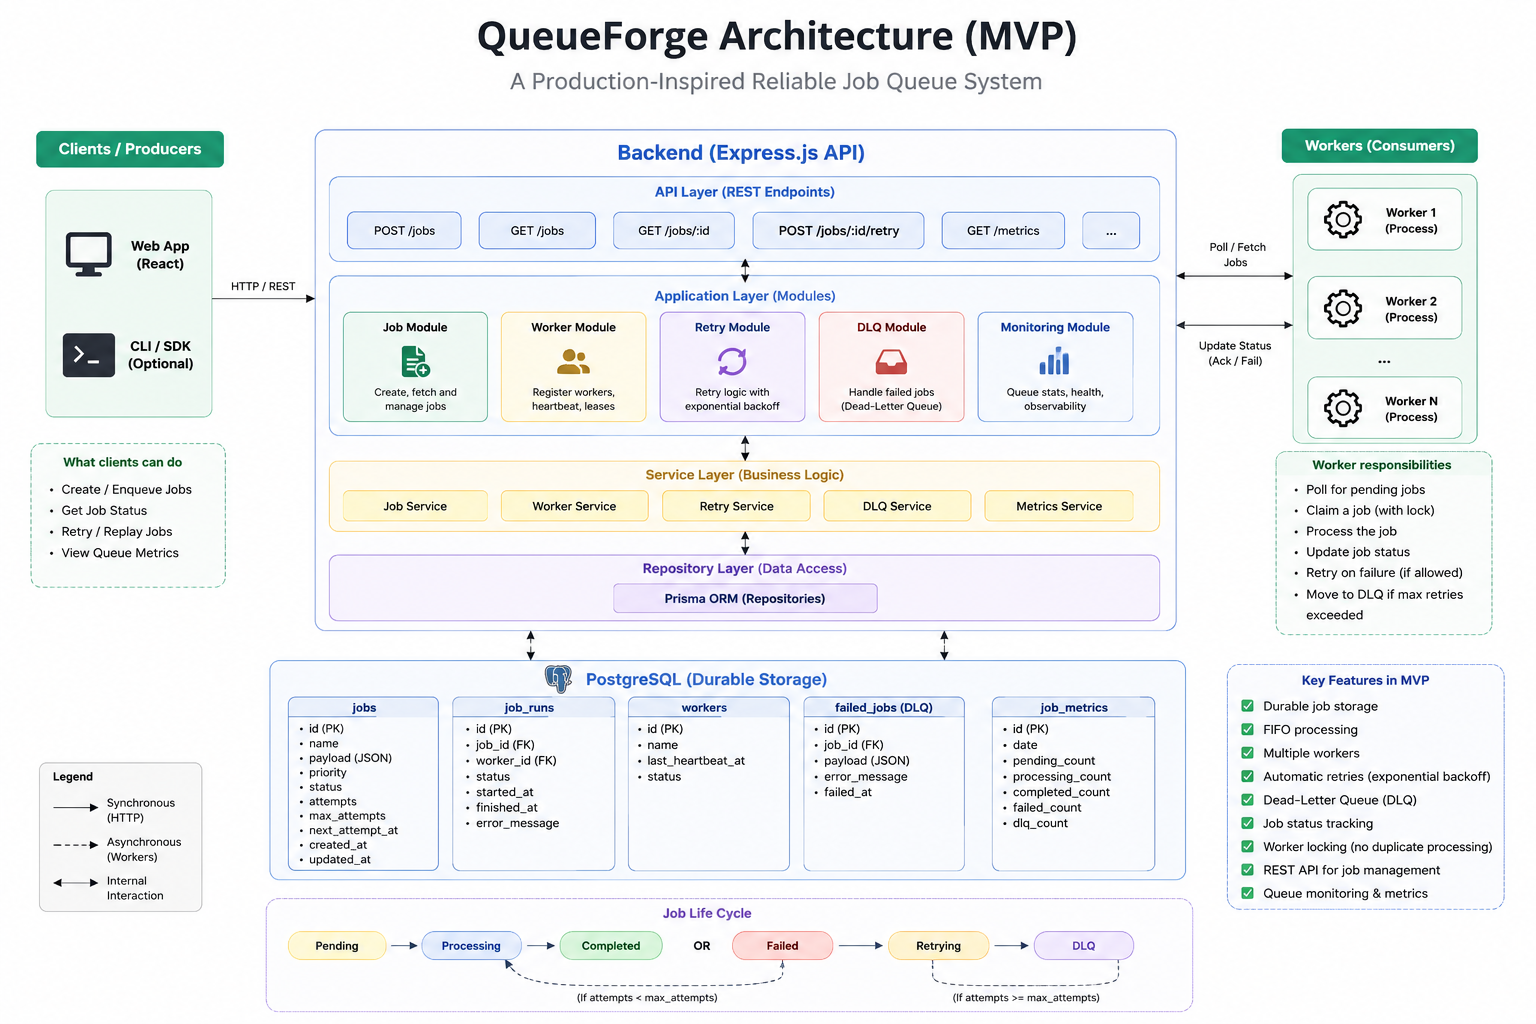 QueueForge Architecture (MVP)
A Production-Inspired Reliable Job Queue System
Clients / Producers
Web App
(React)
CLI / SDK
(Optional)
What clients can do
• Create / Enqueve Jobs
• Get Job Status
• Retry / Replay Jobs
• View Queue Metrics
Legend
Synchronous
(HTTP)
Asynchronous
(Workers)
Internal
Interaction
HTTP / REST
Backend (Express.js API)
API Layer (REST Endpoints)
POST /jobs
GET /jobs
GET /jobs/:id
POST /jobs/:id/retry
GET /metrics
...
Application Layer (Modules)
Job Module
Create, fetch and
manage jobs
Worker Module
Register workers,
heartbeat, leases
Retry Module
Retry logic with
exponential backoff
DLQ Module
Handle failed jobs
(Dead-Letter Queue)
Monitoring Module
Queue stats, health,
observability
Service Layer (Business Logic)
Job Service
Worker Service
Retry Service
DLQ Service
Metrics Service
Repository Layer (Data Access)
Prisma ORM (Repositories)
PostgreSQL (Durable Storage)
jobs
• id (PK)
• name
• payload (JSON)
• priority
• status
• attempts
• max_attempts
• next_attempt_at
• created_at
• updated_at
job_runs
• id (PK)
• job_id (FK)
• worker_id (FK)
• status
• started_at
• finished_at
• error_message
workers
• id (PK)
• name
• last_heartbeat_at
• status
failed_jobs (DLQ)
• id (PK)
• job_id (FK)
• payload (JSON)
• error_message
• failed_at
job_metrics
• id (PK)
• date
• pending_count
• processing_count
• completed_count
• failed_count
• dlq_count
Job Life Cycle
Pending
Processing
Completed
OR
Failed
Retrying
DLQ
(If attempts < max_attempts)
(If attempts >= max_attempts)
Poll / Fetch
Jobs
Update Status
(Ack / Fail)
Workers (Consumers)
Worker 1
(Process)
Worker 2
(Process)
...
Worker N
(Process)
Worker responsibilities
• Poll for pending jobs
• Claim a job (with lock)
• Process the job
• Update job status
• Retry on failure (if allowed)
• Move to DLQ if max retries
exceeded
Key Features in MVP
Durable job storage
FIFO processing
Multiple workers
Automatic retries (exponential backoff)
Dead-Letter Queue (DLQ)
Job status tracking
Worker locking (no duplicate processing)
REST API for job management
Queue monitoring & metrics